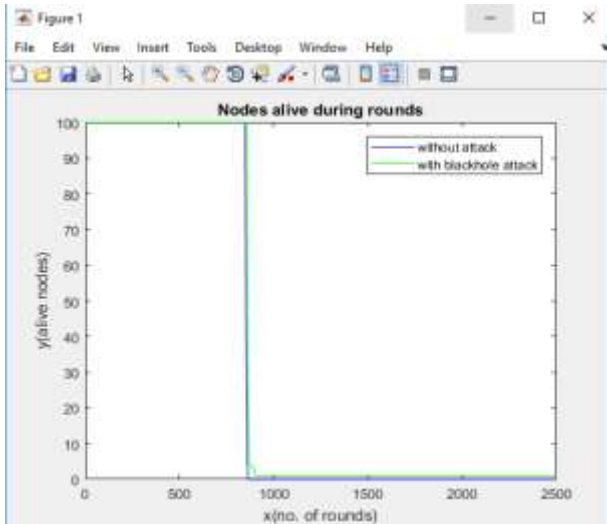 Figure 1
File Edit View Insert Tools Desktop Window Help
Nodes alive during rounds
without attack
with blackhole attack
100
90
80
70
60
50
40
30
20
10
0
y(alive nodes)
0 500 1000 1500 2000 2500
x(no. of rounds)